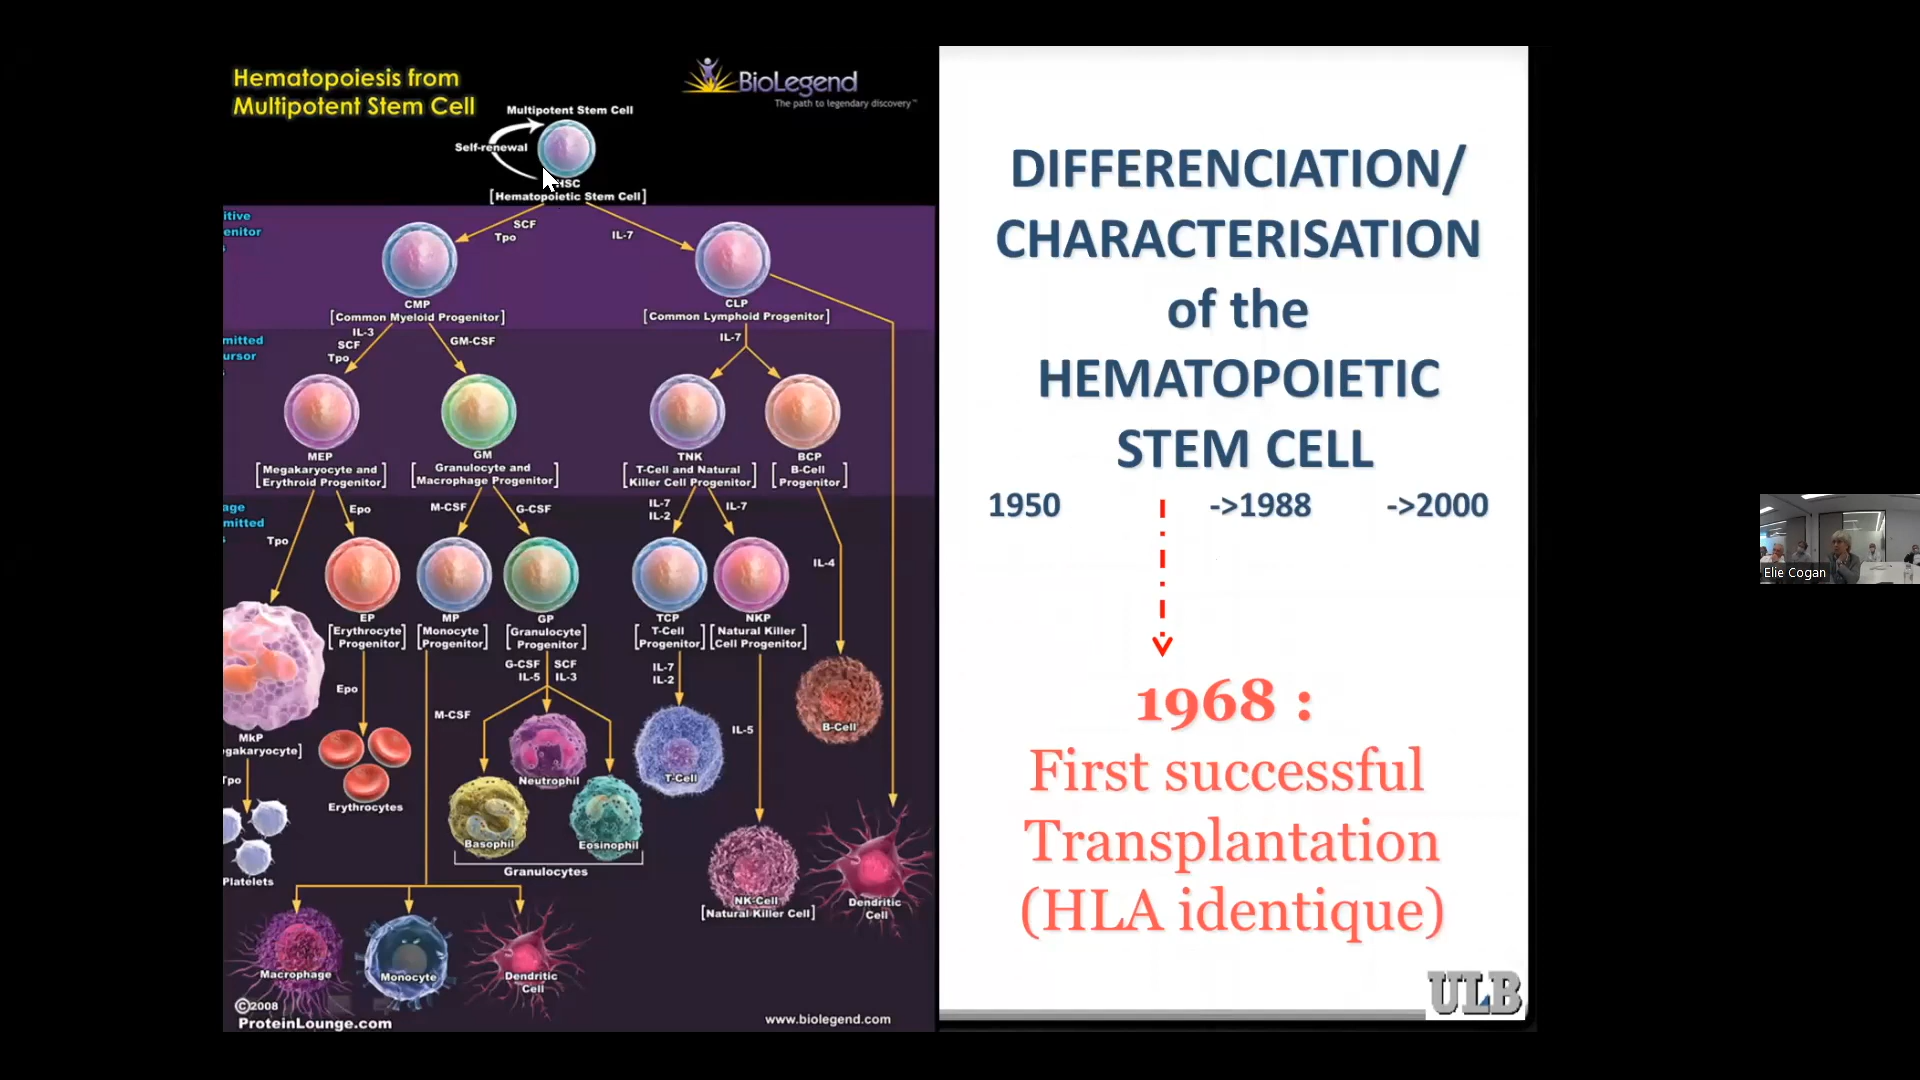 Hematopoiesis from
Multipotent Stem Cell
BioLegend
The path to legendary discovery™
Multipotent Stem Cell
Self-renewal
HSC
[Hematopoietic Stem Cell]
itive
enitor
s
SCF
Tpo
IL-7
CMP
[Common Myeloid Progenitor]
CLP
[Common Lymphoid Progenitor]
mitted
ursor
s
IL-3
SCF
Tpo
GM-CSF
IL-7
MEP
[Megakaryocyte and
Erythroid Progenitor]
GM
[Granulocyte and
Macrophage Progenitor]
TNK
[T-Cell and Natural
Killer Cell Progenitor]
BCP
[B-Cell
Progenitor]
age
mitted
s
Tpo
Epo
M-CSF
G-CSF
IL-7
IL-2
IL-7
IL-4
EP
[Erythrocyte
Progenitor]
MP
[Monocyte
Progenitor]
GP
[Granulocyte
Progenitor]
TCP
[T-Cell
Progenitor]
NKP
[Natural Killer
Cell Progenitor]
Epo
M-CSF
G-CSF
IL-5
SCF
IL-3
IL-7
IL-2
IL-5
MkP
egakaryocyte]
Tpo
Platelets
Erythrocytes
Neutrophil
Basophil
Eosinophil
Granulocytes
T-Cell
B-Cell
NK-Cell
[Natural Killer Cell]
Dendritic
Cell
Macrophage
Monocyte
Dendritic
Cell
©2008
ProteinLounge.com
www.biolegend.com
DIFFERENCIATION/
CHARACTERISATION
of the
HEMATOPOIETIC
STEM CELL
1950 ->1988 ->2000
1968 :
First successful
Transplantation
(HLA identique)
ULB
Elie Cogan